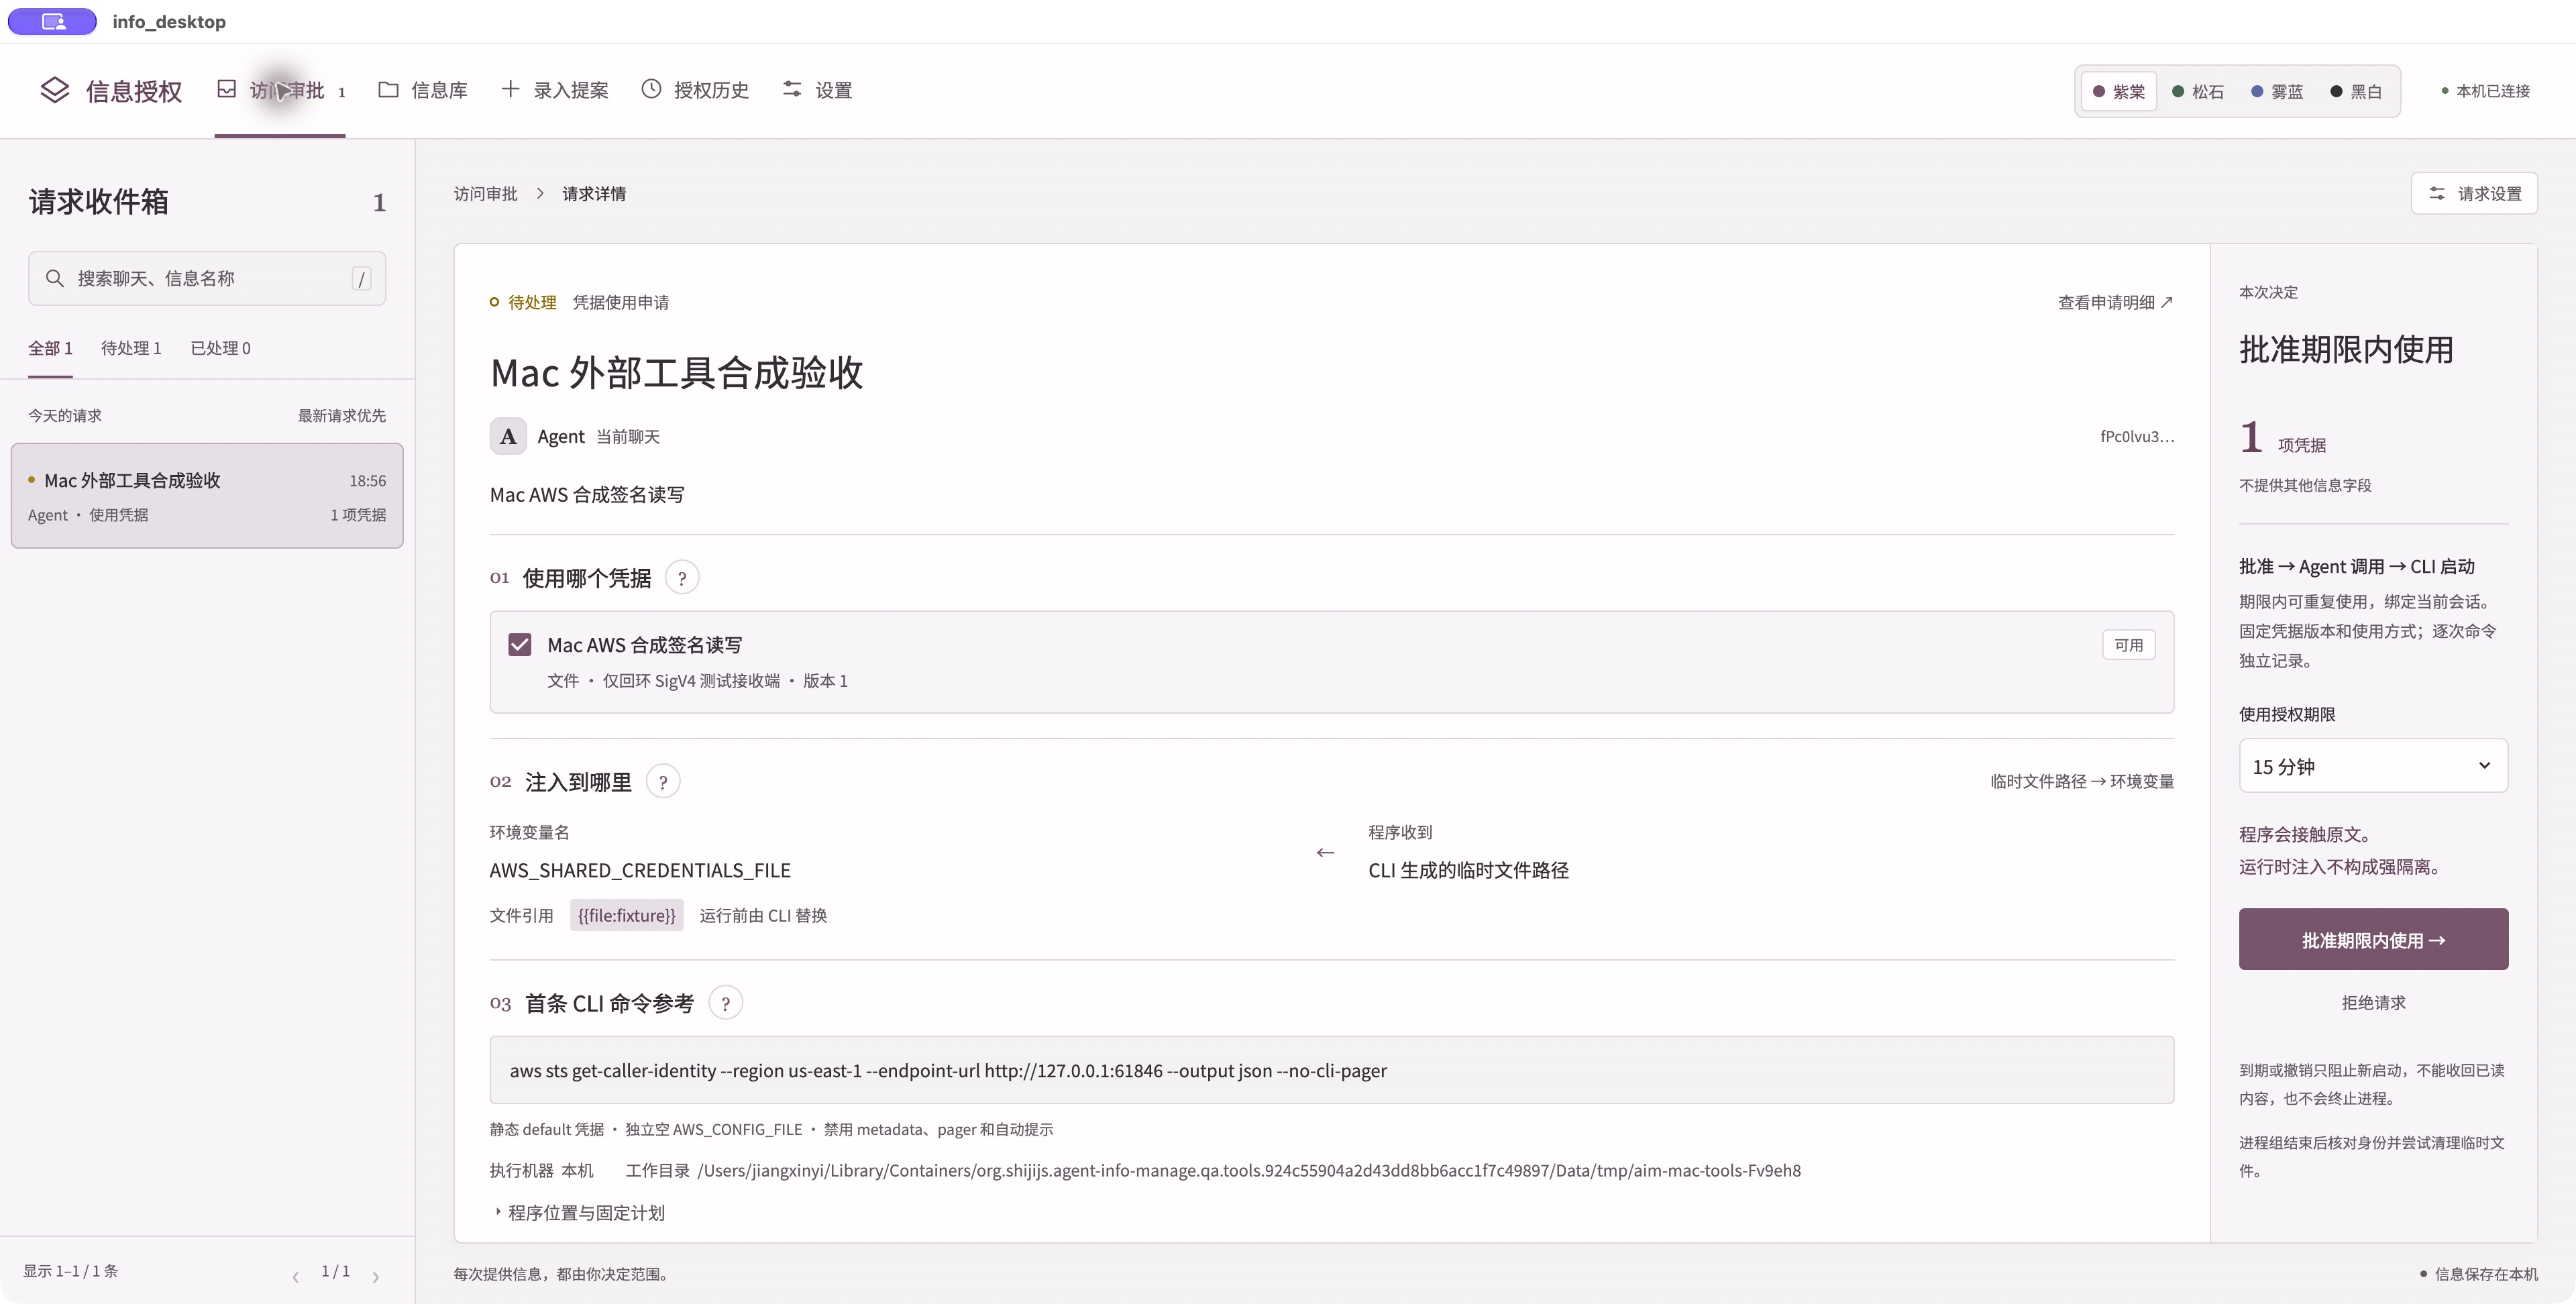 info_desktop
信息授权
访问审批 1
信息库
录入提案
授权历史
设置
紫棠
松石
雾蓝
黑白
本机已连接
请求收件箱 1
搜索聊天、信息名称 /
全部 1 待处理 1 已处理 0
今天的请求 最新请求优先
Mac 外部工具合成验收 18:56
Agent · 使用凭据 1 项凭据
显示 1–1 / 1 条 ‹ 1 / 1 ›
访问审批 > 请求详情
请求设置
待处理 凭据使用申请 查看申请明细 ↗
Mac 外部工具合成验收
A Agent 当前聊天 fPc0lvu3…
Mac AWS 合成签名读写
01 使用哪个凭据 ?
Mac AWS 合成签名读写 可用
文件 · 仅回环 SigV4 测试接收端 · 版本 1
02 注入到哪里 ? 临时文件路径 → 环境变量
环境变量名 ← 程序收到
AWS_SHARED_CREDENTIALS_FILE CLI 生成的临时文件路径
文件引用 {{file:fixture}} 运行前由 CLI 替换
03 首条 CLI 命令参考 ?
aws sts get-caller-identity --region us-east-1 --endpoint-url http://127.0.0.1:61846 --output json --no-cli-pager
静态 default 凭据 · 独立空 AWS_CONFIG_FILE · 禁用 metadata、pager 和自动提示
执行机器 本机 工作目录 /Users/jiangxinyi/Library/Containers/org.shijijs.agent-info-manage.qa.tools.924c55904a2d43dd8bb6acc1f7c49897/Data/tmp/aim-mac-tools-Fv9eh8
程序位置与固定计划
本次决定
批准期限内使用
1 项凭据
不提供其他信息字段
批准 → Agent 调用 → CLI 启动
期限内可重复使用，绑定当前会话。
固定凭据版本和使用方式；逐次命令
独立记录。
使用授权期限
15 分钟
程序会接触原文。
运行时注入不构成强隔离。
批准期限内使用 →
拒绝请求
到期或撤销只阻止新启动，不能收回已读
内容，也不会终止进程。
进程组结束后核对身份并尝试清理临时文
件。
每次提供信息，都由你决定范围。
信息保存在本机